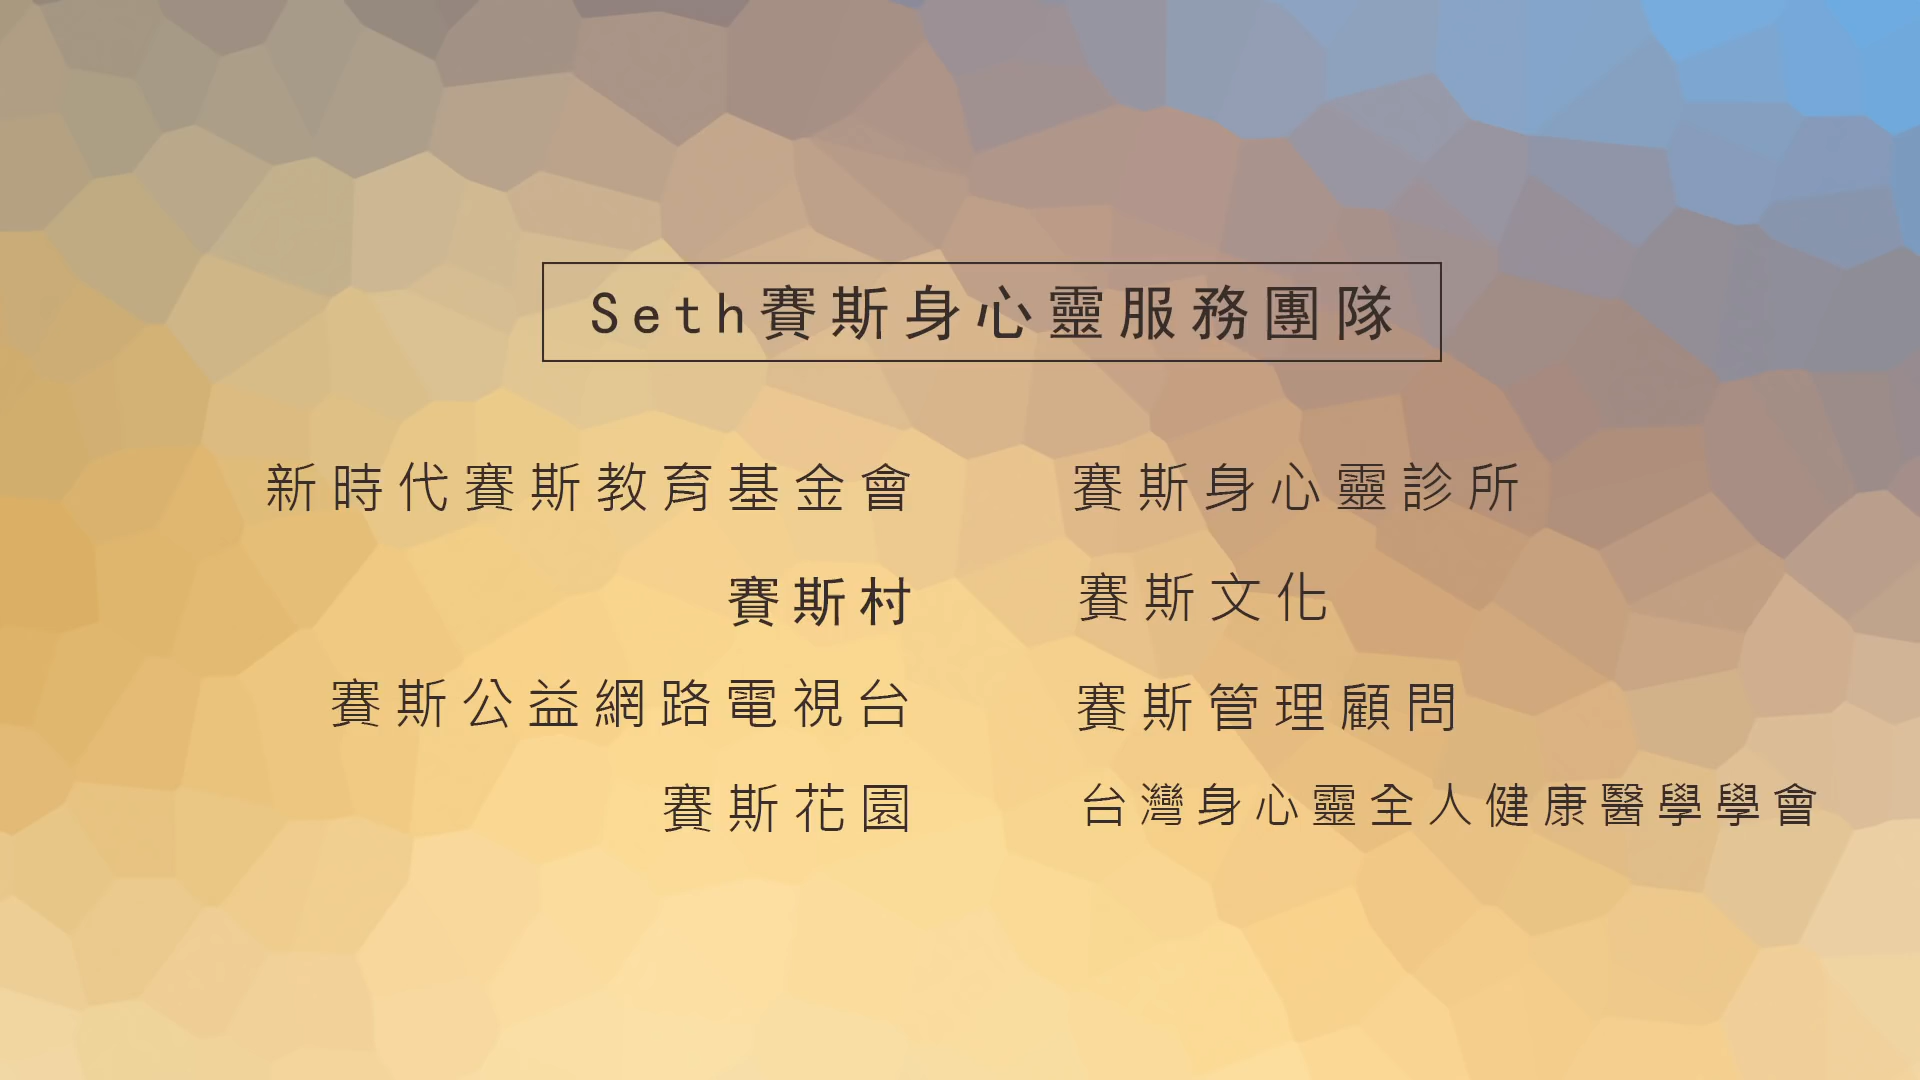 Seth賽斯身心靈服務團隊
新時代賽斯教育基金會
賽斯身心靈診所
賽斯村
賽斯文化
賽斯公益網路電視台
賽斯管理顧問
賽斯花園
台灣身心靈全人健康醫學學會